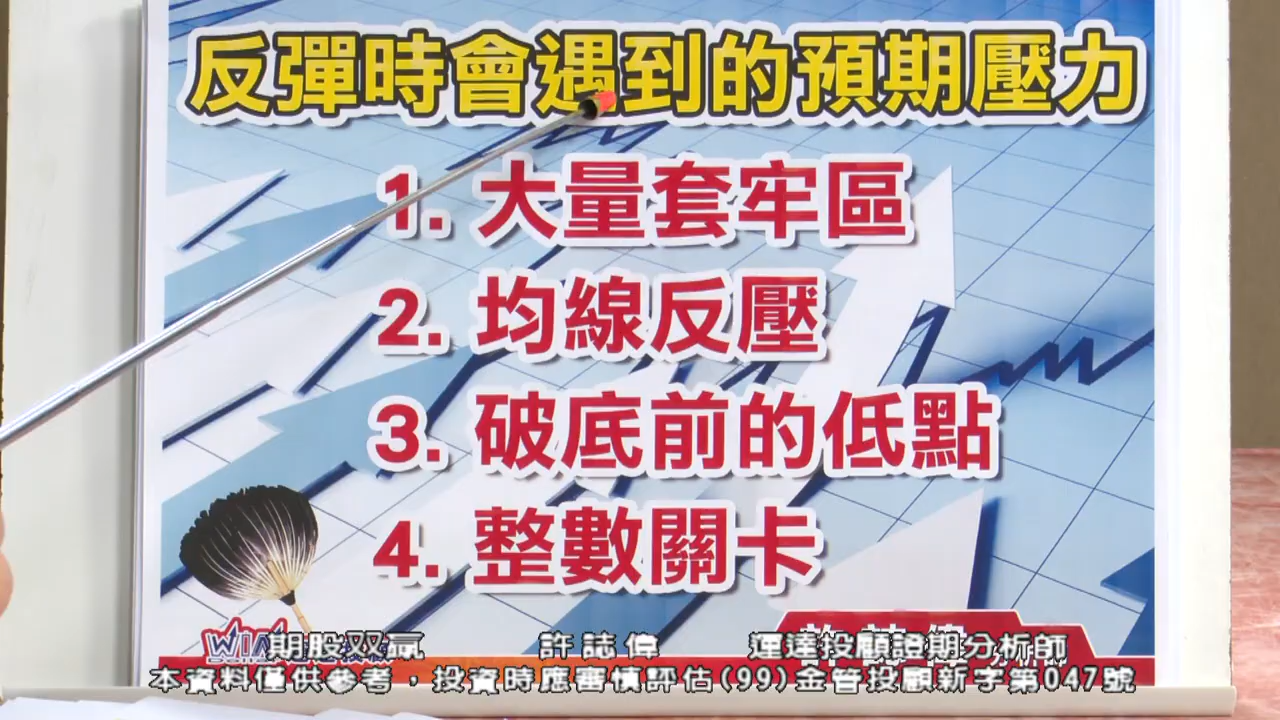 反彈時會遇到的預期壓力
1. 大量套牢區
2. 均線反壓
3. 破底前的低點
4. 整數關卡
期股双贏 許誌偉 運達投顧證期分析師
本資料僅供參考，投資時應審慎評估(99)金管投顧新字第047號